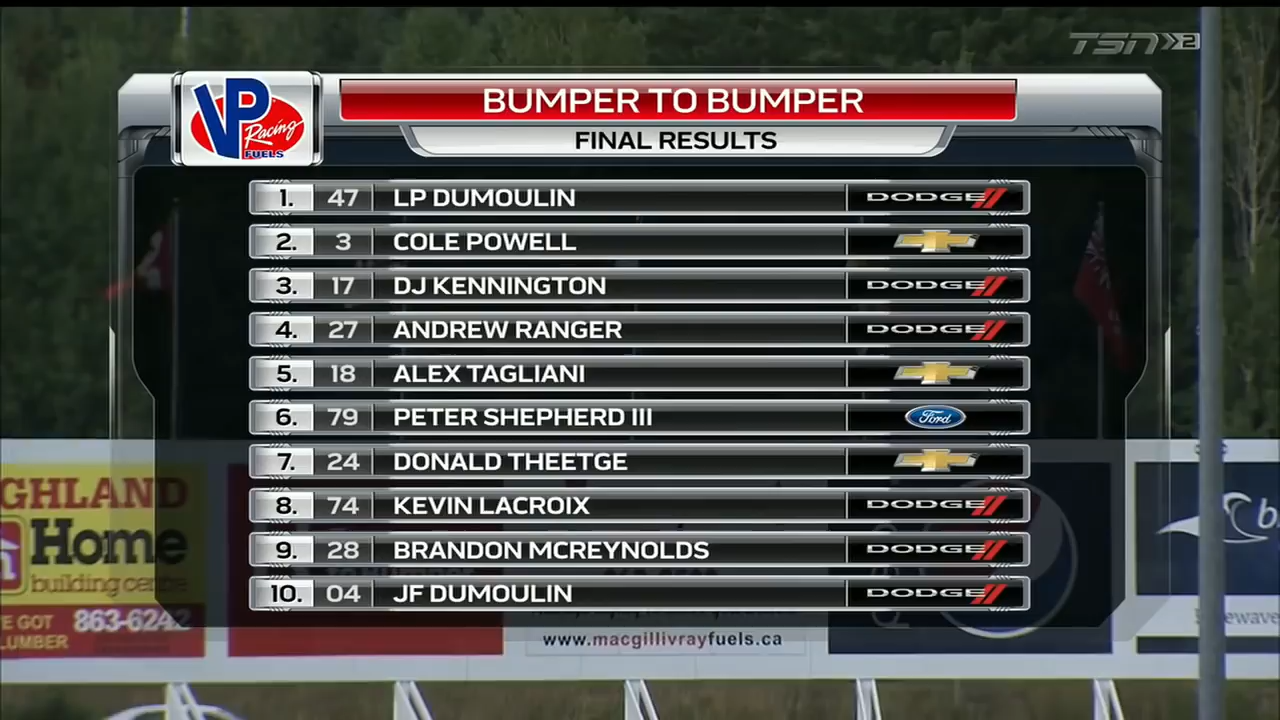 TSN 2
BUMPER TO BUMPER
VP Racing FUELS
FINAL RESULTS
1. 47 LP DUMOULIN DODGE
2. 3 COLE POWELL
3. 17 DJ KENNINGTON DODGE
4. 27 ANDREW RANGER DODGE
5. 18 ALEX TAGLIANI
6. 79 PETER SHEPHERD III Ford
7. 24 DONALD THEETGE
8. 74 KEVIN LACROIX DODGE
9. 28 BRANDON MCREYNOLDS DODGE
10. 04 JF DUMOULIN DODGE
GHLAND
Home
building centre
E GOT 863-6242
LUMBER
www.macgillivrayfuels.ca